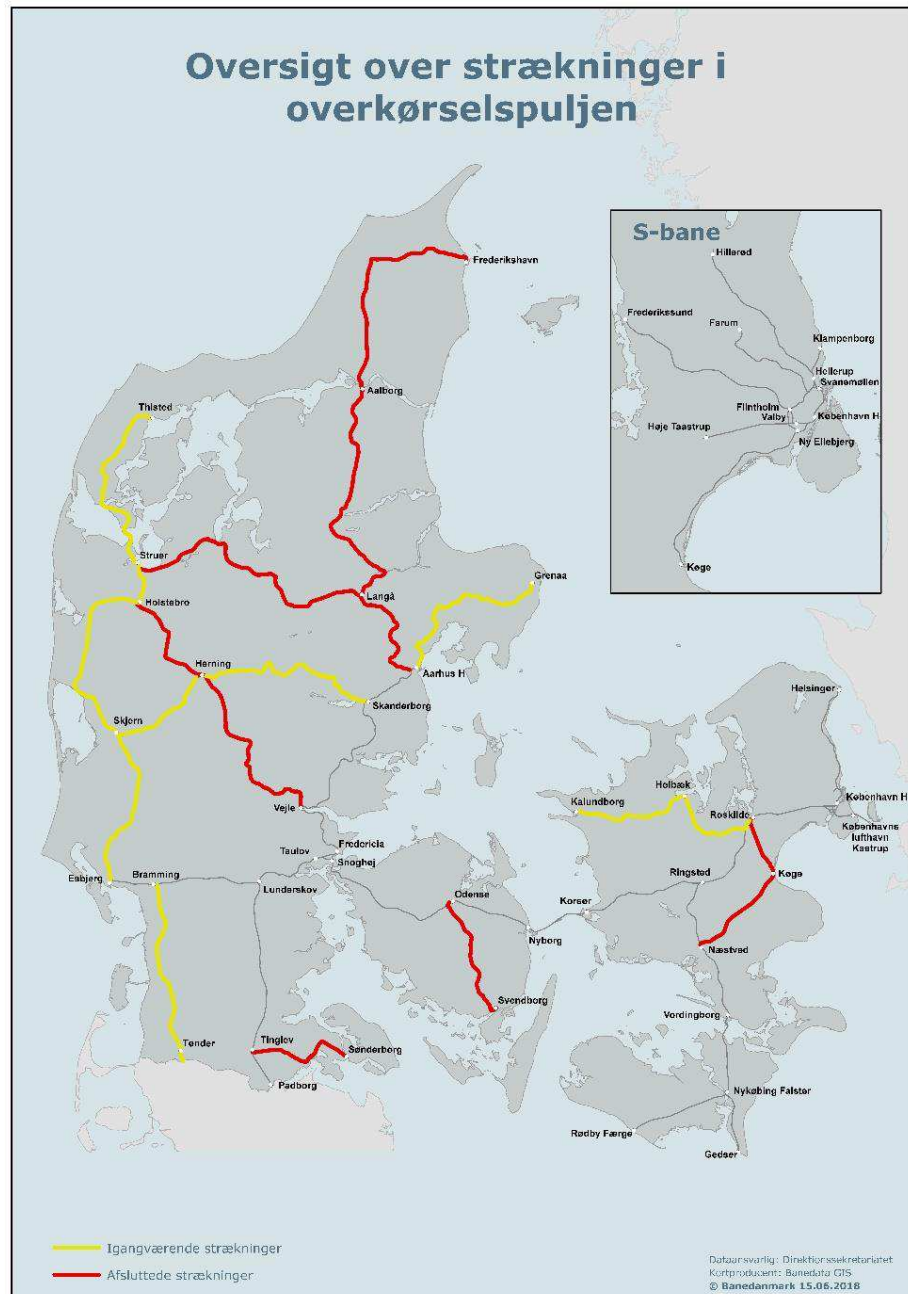 Oversigt over strækninger i
overkørselspuljen
S-bane
Hillerød
Frederikssund
Farum
Klampenborg
Hellerup
Svanemøllen
Flintholm
København H
Valby
Høje Taastrup
Ny Ellebjerg
Køge
Frederikshavn
Aalborg
Thisted
Struer
Grenaa
Langå
Holstebro
Herning
Aarhus H
Skanderborg
Helsingør
Skjern
Holbæk
Kalundborg
København H
Vejle
Roskilde
Københavns
lufthavn
Kastrup
Fredericia
Taulov
Snoghøj
Esbjerg
Bramming
Lunderskov
Ringsted
Køge
Odense
Korsør
Nyborg
Næstved
Svendborg
Vordingborg
Tønder
Tinglev
Sønderborg
Padborg
Nykøbing Falster
Rødby Færge
Gedser
Igangværende strækninger
Afsluttede strækninger
Dataansvarlig: Direktionssekretariatet
Kortproducent: Banedata GIS
© Banedanmark 15.06.2018